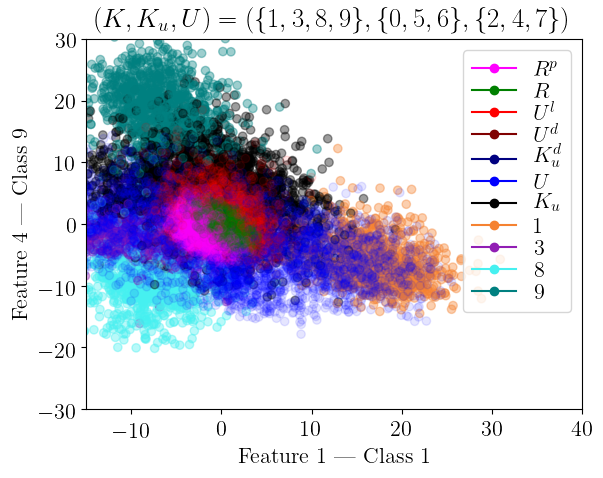 (K, K_u, U) = ({1, 3, 8, 9}, {0, 5, 6}, {2, 4, 7})
30
20
10
0
−10
−20
−30
−10
0
10
20
30
40
Feature 4 — Class 9
Feature 1 — Class 1
R^p
R
U^l
U^d
K_u^d
U
K_u
1
3
8
9